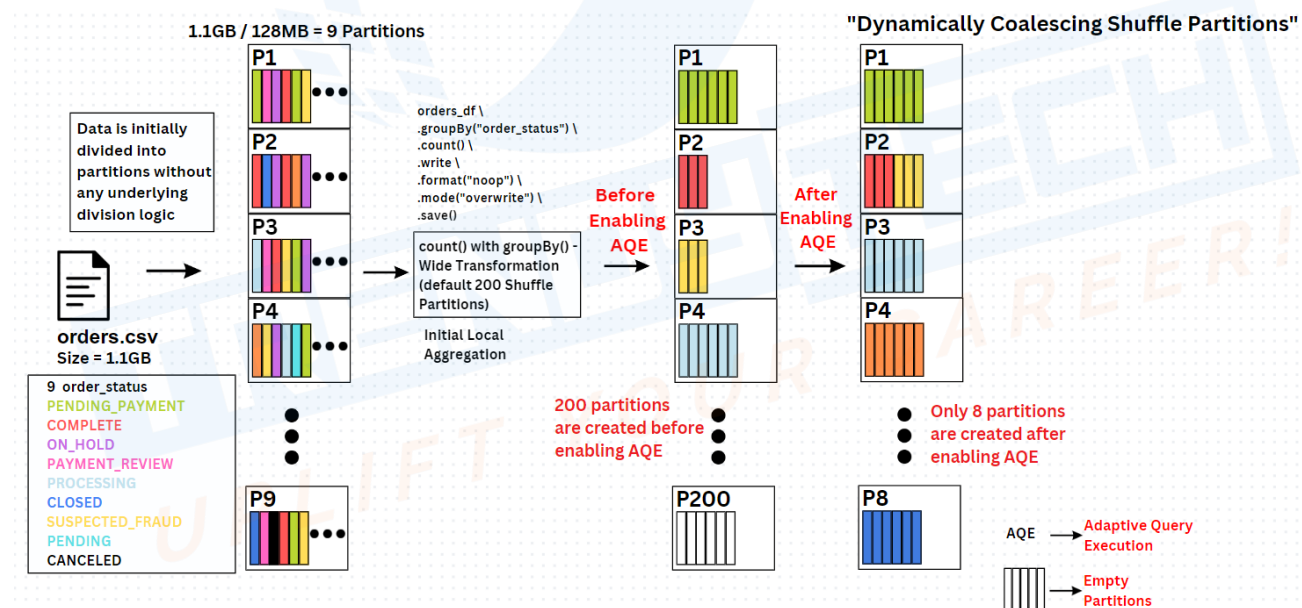 "Dynamically Coalescing Shuffle Partitions"
1.1GB / 128MB = 9 Partitions
Data is initially
divided into
partitions without
any underlying
division logic
orders.csv
Size = 1.1GB
9 order_status
PENDING_PAYMENT
COMPLETE
ON_HOLD
PAYMENT_REVIEW
PROCESSING
CLOSED
SUSPECTED_FRAUD
PENDING
CANCELED
P1
P2
P3
P4
P9
orders_df \
.groupBy("order_status") \
.count() \
.write \
.format("noop") \
.mode("overwrite") \
.save()
count() with groupBy() -
Wide Transformation
(default 200 Shuffle
Partitions)
Initial Local
Aggregation
Before
Enabling
AQE
200 partitions
are created before
enabling AQE
P1
P2
P3
P4
P200
After
Enabling
AQE
P1
P2
P3
P4
Only 8 partitions
are created after
enabling AQE
P8
AQE
Adaptive Query
Execution
Empty
Partitions
UPLIFT YOUR CAREER!